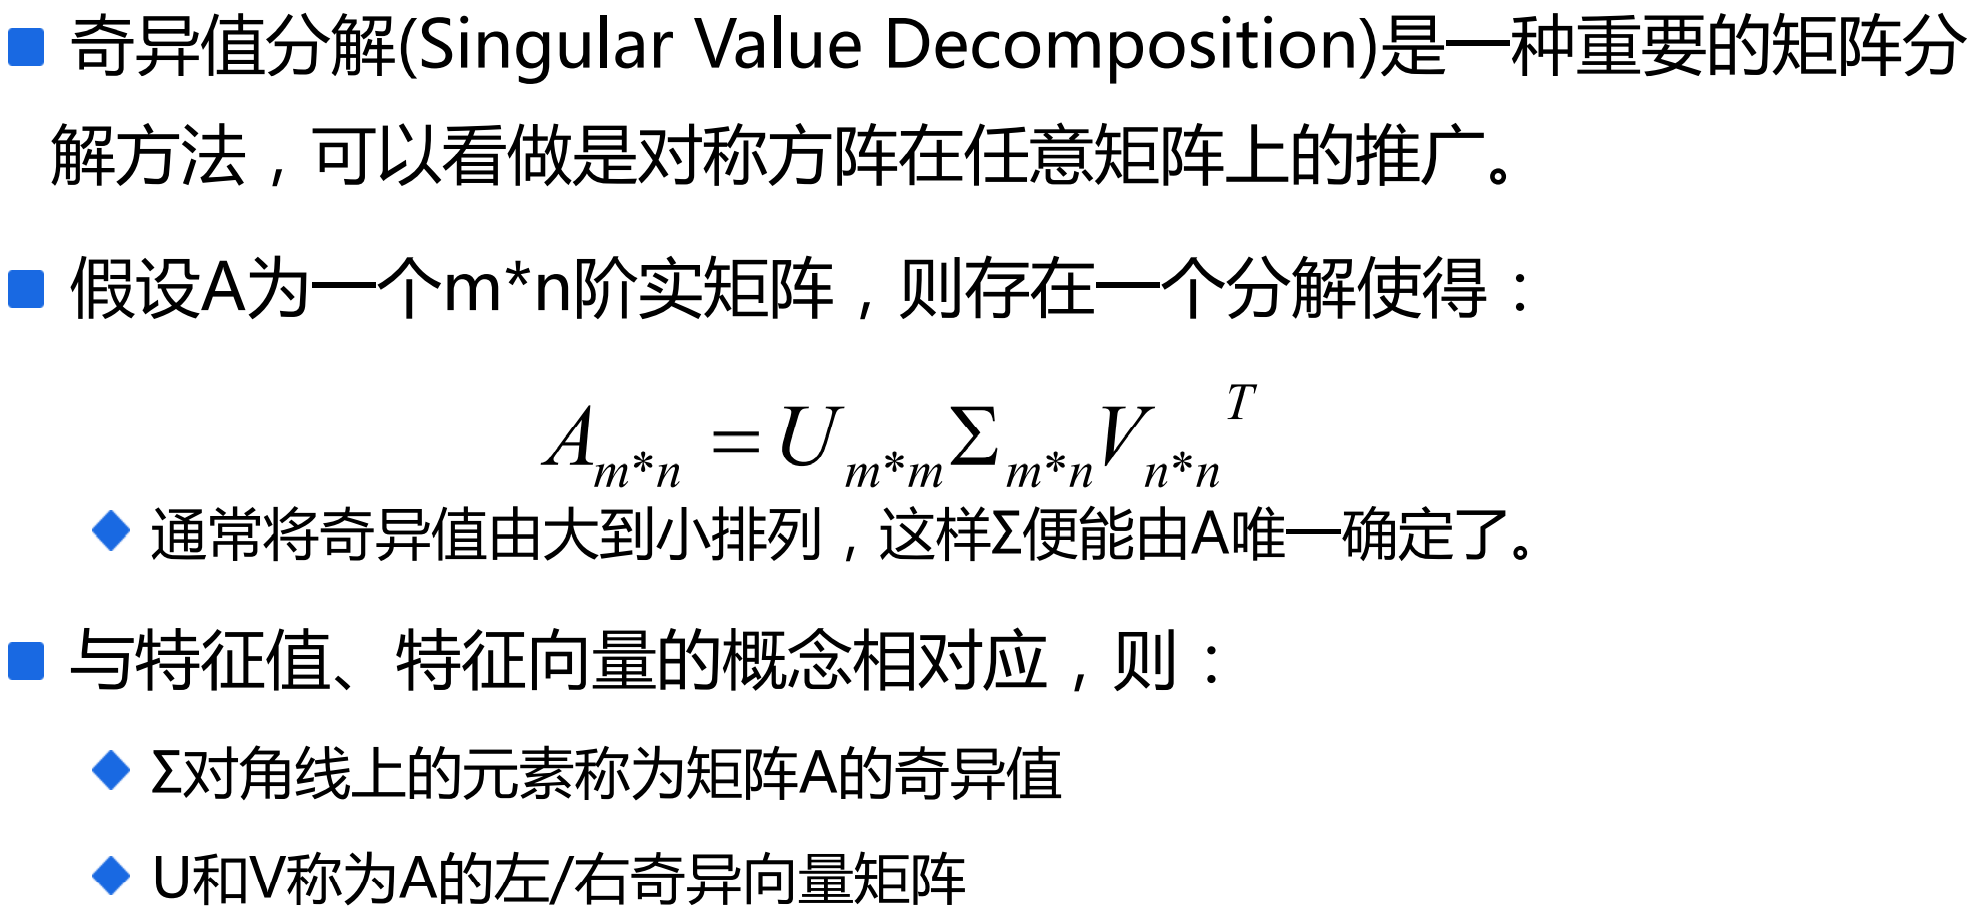 奇异值分解(Singular Value Decomposition)是一种重要的矩阵分
解方法，可以看做是对称方阵在任意矩阵上的推广。
假设A为一个m*n阶实矩阵，则存在一个分解使得：
A_{m*n} = U_{m*m} Σ_{m*n} V_{n*n}^T
通常将奇异值由大到小排列，这样Σ便能由A唯一确定了。
与特征值、特征向量的概念相对应，则：
Σ对角线上的元素称为矩阵A的奇异值
U和V称为A的左/右奇异向量矩阵